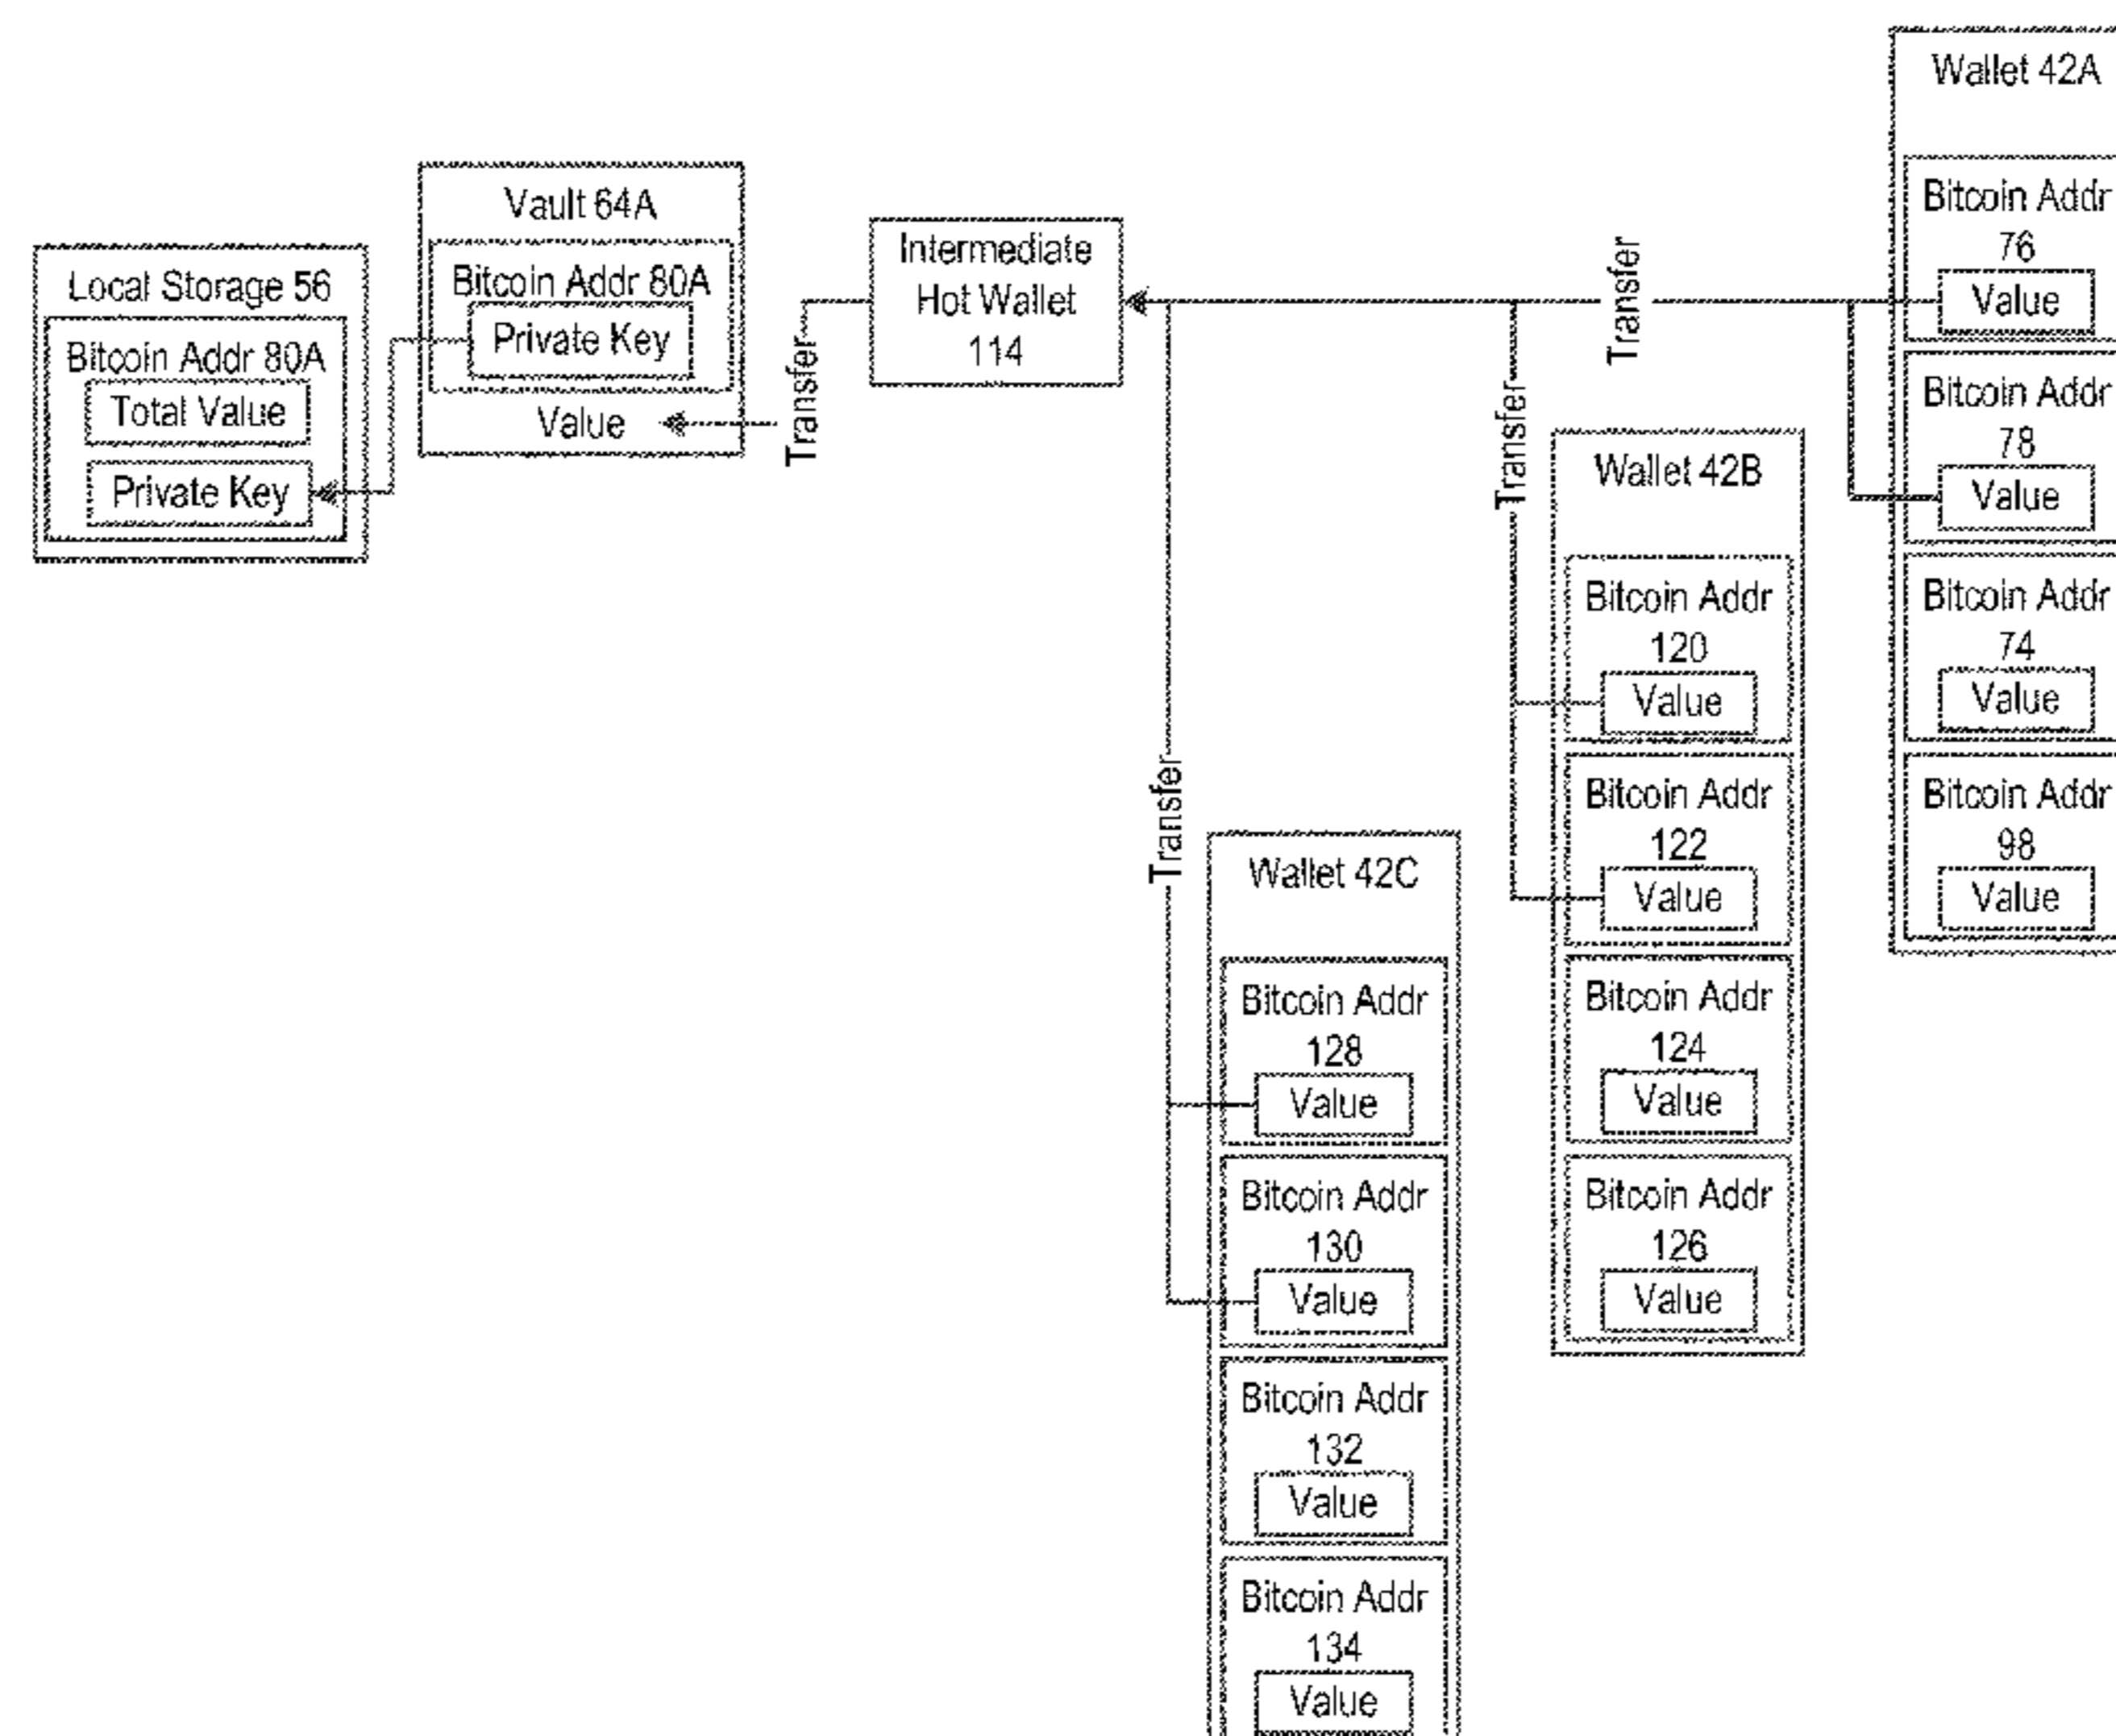 Local Storage 56
Bitcoin Addr 80A
Total Value
Private Key
Vault 64A
Bitcoin Addr 80A
Private Key
Value
Transfer
Intermediate
Hot Wallet
114
Transfer
Transfer
Transfer
Wallet 42C
Bitcoin Addr
128
Value
Bitcoin Addr
130
Value
Bitcoin Addr
132
Value
Bitcoin Addr
134
Value
Wallet 42B
Bitcoin Addr
120
Value
Bitcoin Addr
122
Value
Bitcoin Addr
124
Value
Bitcoin Addr
126
Value
Wallet 42A
Bitcoin Addr
76
Value
Bitcoin Addr
78
Value
Bitcoin Addr
74
Value
Bitcoin Addr
98
Value